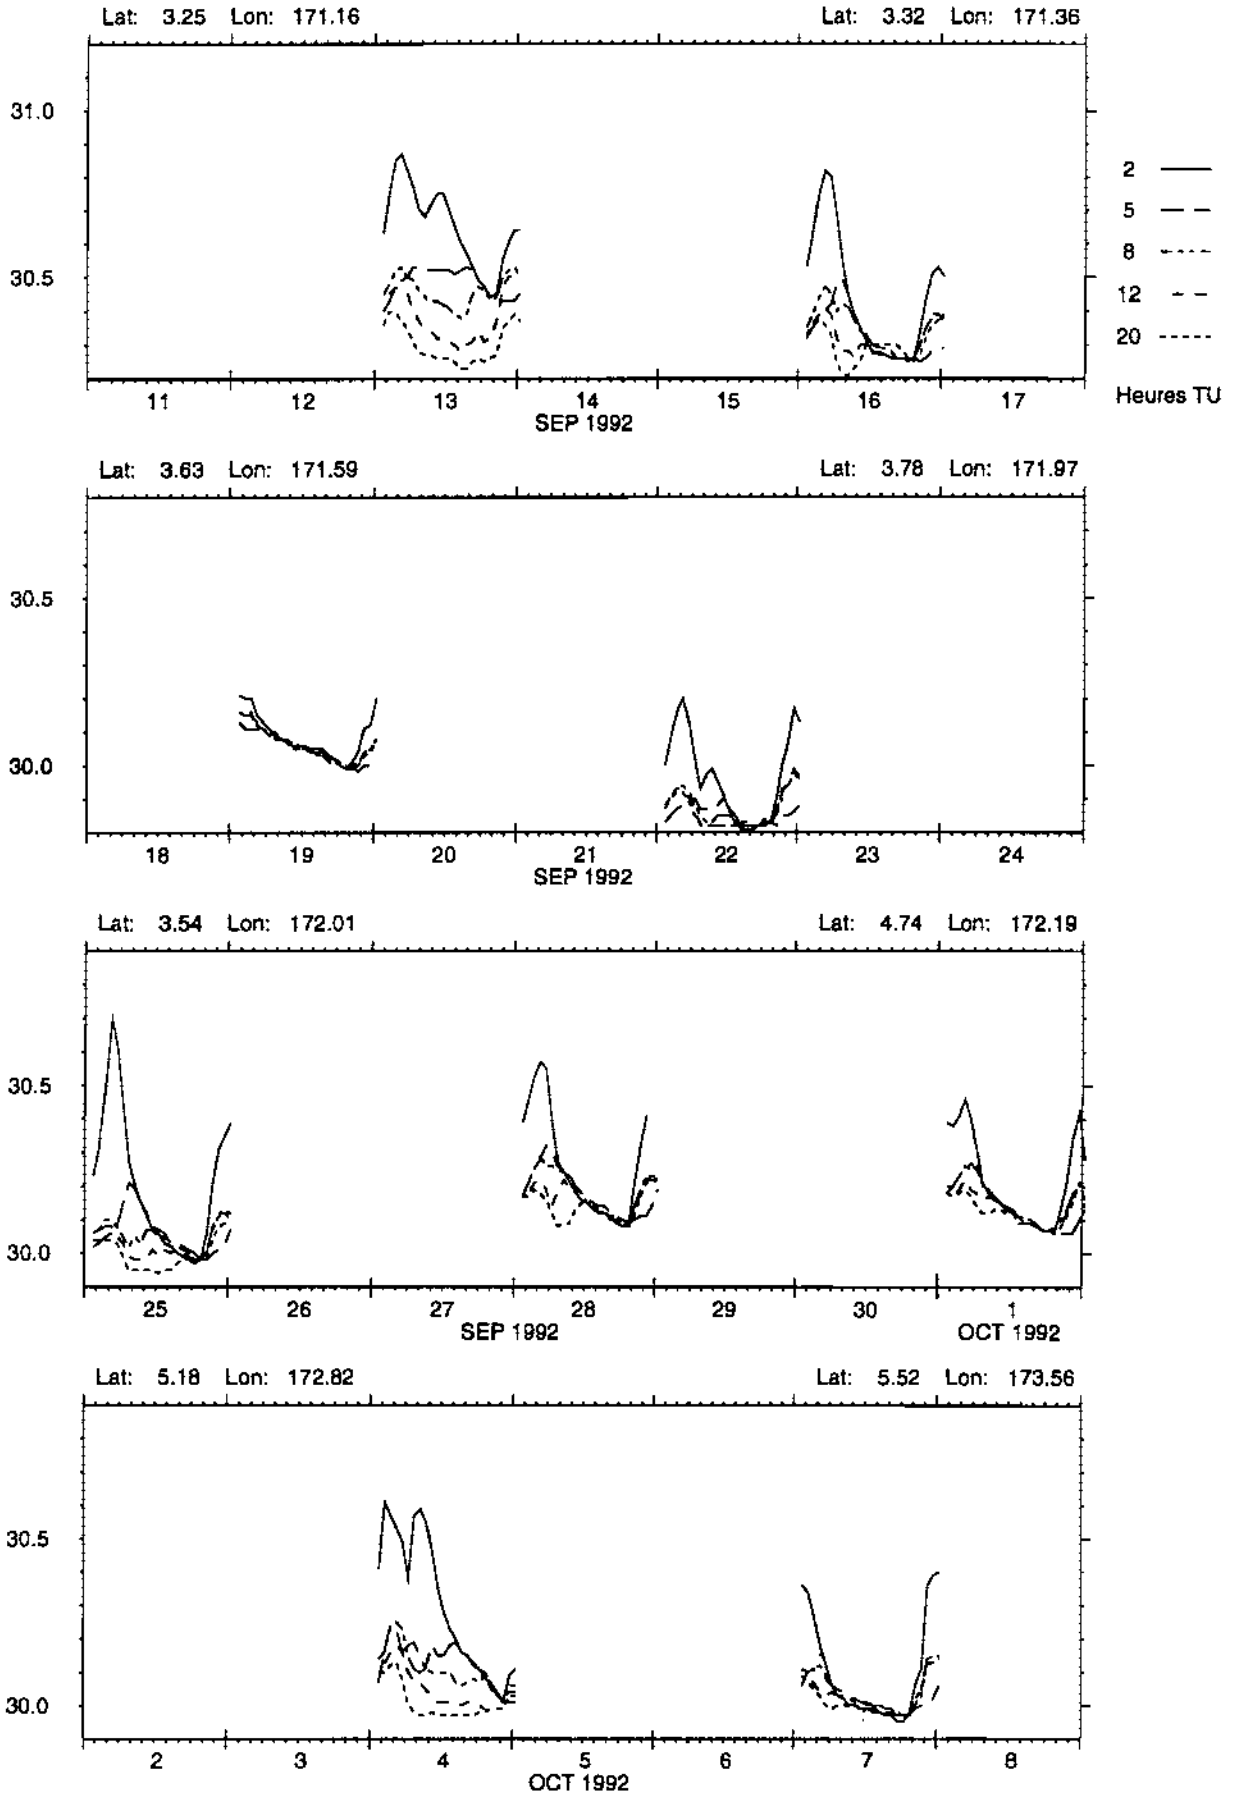 Lat: 3.25 Lon: 171.16 Lat: 3.32 Lon: 171.36
31.0
2
5
8
30.5
12
20
11 12 13 14 15 16 17 Heures TU
SEP 1992
Lat: 3.63 Lon: 171.59 Lat: 3.78 Lon: 171.97
30.5
30.0
18 19 20 21 22 23 24
SEP 1992
Lat: 3.54 Lon: 172.01 Lat: 4.74 Lon: 172.19
30.5
30.0
25 26 27 28 29 30 1
SEP 1992 OCT 1992
Lat: 5.18 Lon: 172.82 Lat: 5.52 Lon: 173.56
30.5
30.0
2 3 4 5 6 7 8
OCT 1992